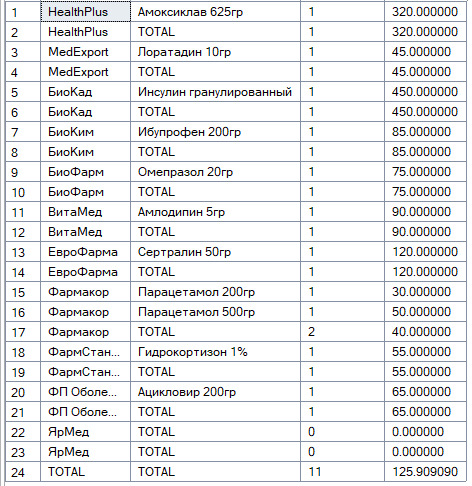 1 HealthPlus Амоксиклав 625гр 1 320.000000
2 HealthPlus TOTAL 1 320.000000
3 MedExport Лоратадин 10гр 1 45.000000
4 MedExport TOTAL 1 45.000000
5 БиоКад Инсулин гранулированный 1 450.000000
6 БиоКад TOTAL 1 450.000000
7 БиоКим Ибупрофен 200гр 1 85.000000
8 БиоКим TOTAL 1 85.000000
9 БиоФарм Омепразол 20гр 1 75.000000
10 БиоФарм TOTAL 1 75.000000
11 ВитаМед Амлодипин 5гр 1 90.000000
12 ВитаМед TOTAL 1 90.000000
13 ЕвроФарма Сертралин 50гр 1 120.000000
14 ЕвроФарма TOTAL 1 120.000000
15 Фармакор Парацетамол 200гр 1 30.000000
16 Фармакор Парацетамол 500гр 1 50.000000
17 Фармакор TOTAL 2 40.000000
18 ФармСтан... Гидрокортизон 1% 1 55.000000
19 ФармСтан... TOTAL 1 55.000000
20 ФП Оболе... Ацикловир 200гр 1 65.000000
21 ФП Оболе... TOTAL 1 65.000000
22 ЯрМед TOTAL 0 0.000000
23 ЯрМед TOTAL 0 0.000000
24 TOTAL TOTAL 11 125.909090